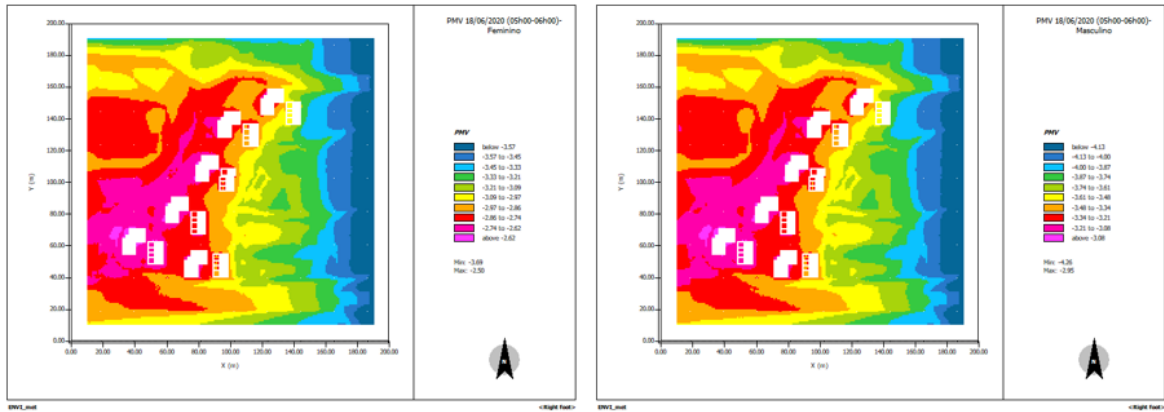 PMV 18/06/2020 (05h00-06h00)-
Feminino
200.00
180.00
160.00
140.00
120.00
100.00
80.00
60.00
40.00
20.00
0.00
Y (m)
0.00 20.00 40.00 60.00 80.00 100.00 120.00 140.00 160.00 180.00 200.00
X (m)
PMV
below -3.57
-3.57 to -3.45
-3.45 to -3.33
-3.33 to -3.21
-3.21 to -3.09
-3.09 to -2.97
-2.97 to -2.86
-2.86 to -2.74
-2.74 to -2.62
above -2.62
Min: -3.69
Max: -2.50
N
ENVI_met
<Right foot>
PMV 18/06/2020 (05h00-06h00)-
Masculino
200.00
180.00
160.00
140.00
120.00
100.00
80.00
60.00
40.00
20.00
0.00
Y (m)
0.00 20.00 40.00 60.00 80.00 100.00 120.00 140.00 160.00 180.00 200.00
X (m)
PMV
below -4.13
-4.13 to -4.00
-4.00 to -3.87
-3.87 to -3.74
-3.74 to -3.61
-3.61 to -3.48
-3.48 to -3.34
-3.34 to -3.21
-3.21 to -3.08
above -3.08
Min: -4.26
Max: -2.95
N
ENVI_met
<Right foot>